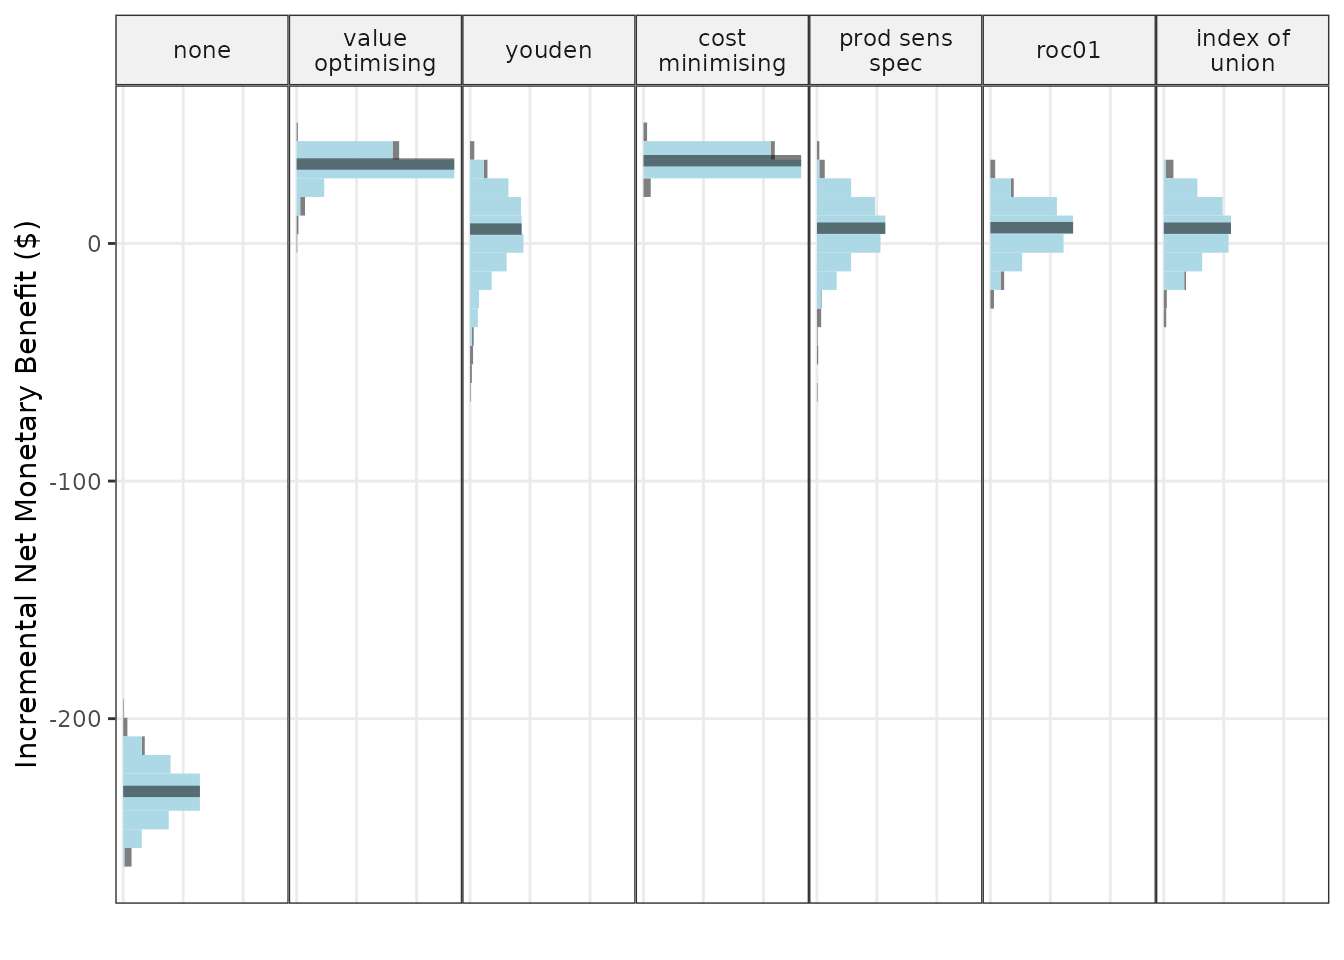 none
value
optimising
youden
cost
minimising
prod sens
spec
roc01
index of
union
Incremental Net Monetary Benefit ($)
0
-100
-200